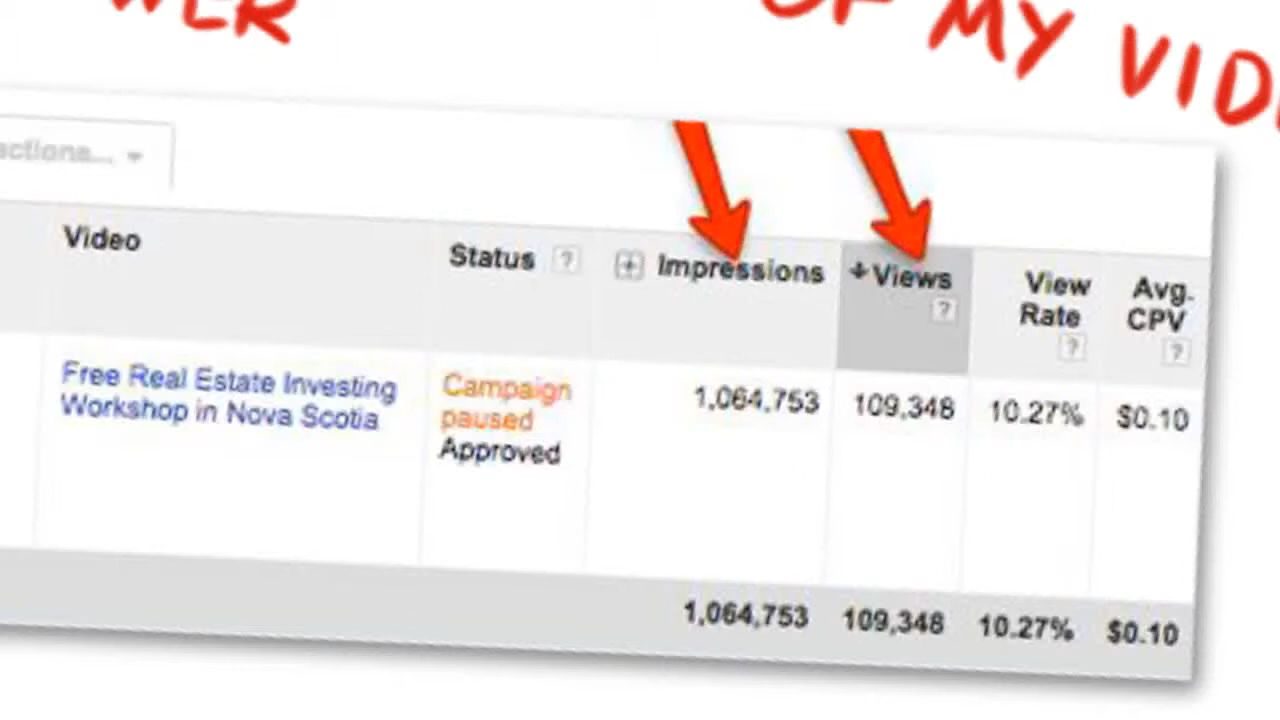 OF MY
actions...
Video
Status ?
Impressions
Views
?
View
Rate
?
Avg.
CPV
?
Free Real Estate Investing
Workshop in Nova Scotia
Campaign
paused
Approved
1,064,753
109,348
10.27%
$0.10
1,064,753
109,348
10.27%
$0.10